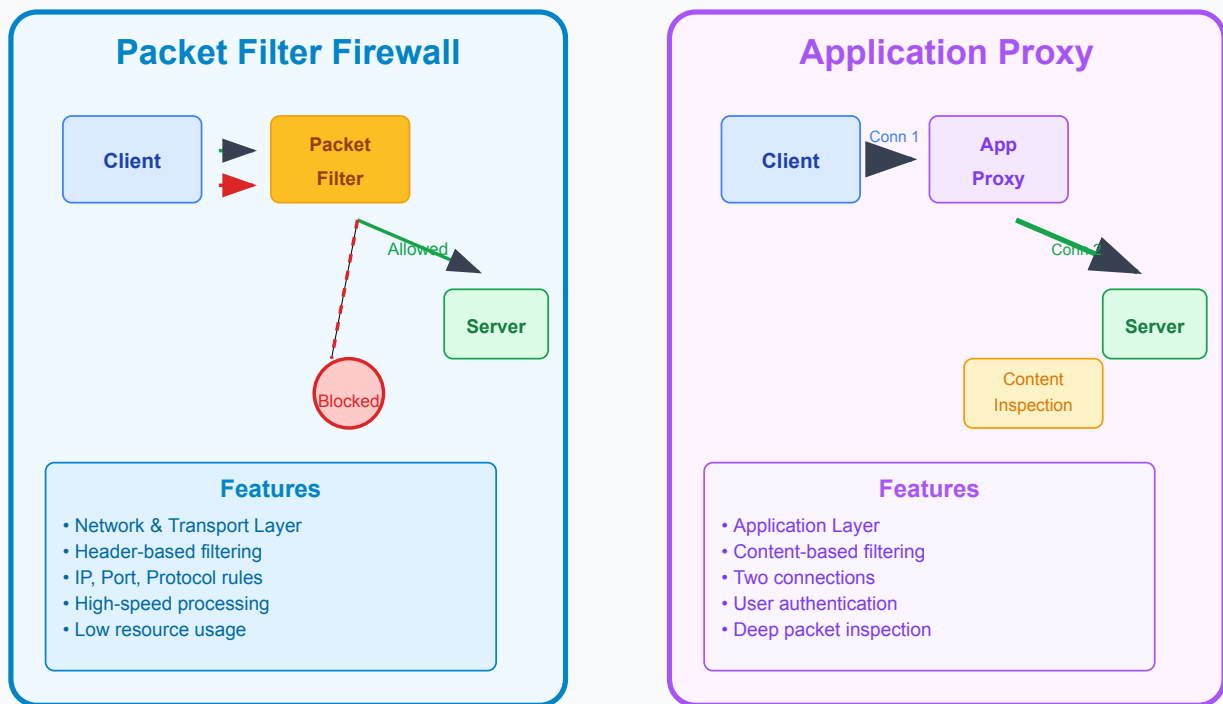 Packet Filter Firewall
Client
Packet
Filter
Allowed
Server
Blocked
Features
• Network & Transport Layer
• Header-based filtering
• IP, Port, Protocol rules
• High-speed processing
• Low resource usage
Application Proxy
Client
Conn 1
App
Proxy
Conn 2
Server
Content
Inspection
Features
• Application Layer
• Content-based filtering
• Two connections
• User authentication
• Deep packet inspection